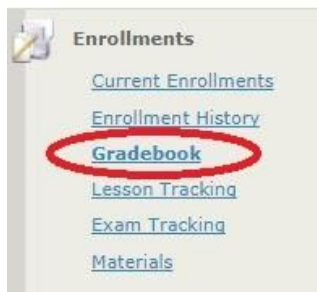 Enrollments
Current Enrollments
Enrollment History
Gradebook
Lesson Tracking
Exam Tracking
Materials